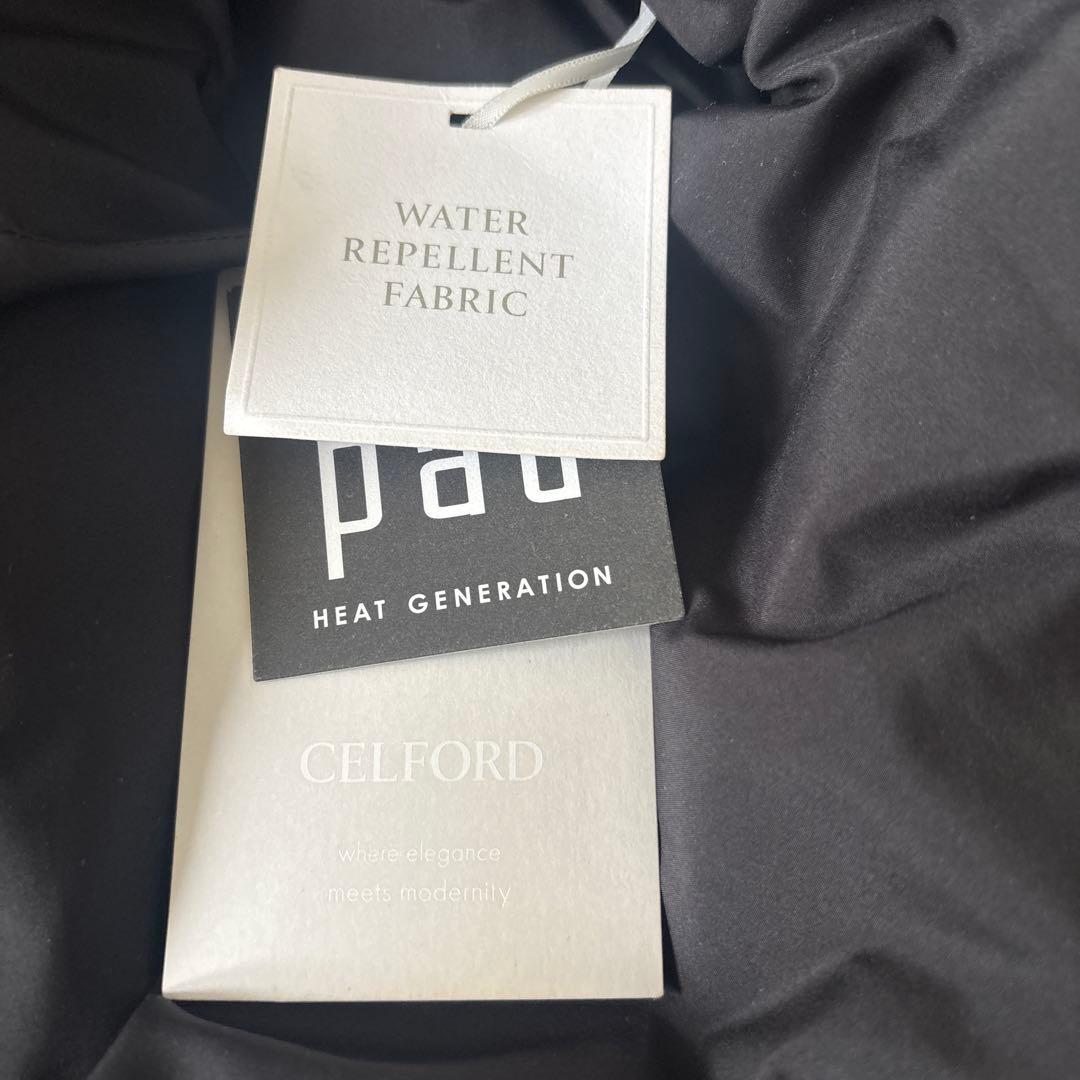 WATER
REPELLENT
FABRIC
HEAT GENERATION
CELFORD
where elegance
meets modernity